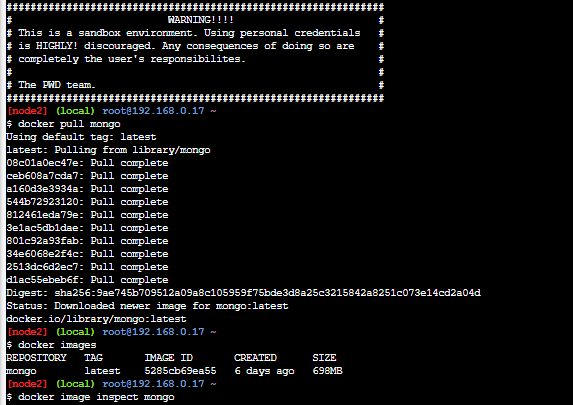 ###############################################################
#                          WARNING!!!!                        #
# This is a sandbox environment. Using personal credentials   #
# is HIGHLY! discouraged. Any consequences of doing so are    #
# completely the user's responsibilites.                      #
#                                                             #
# The PWD team.                                               #
###############################################################
[node2] (local) root@192.168.0.17 ~
$ docker pull mongo
Using default tag: latest
latest: Pulling from library/mongo
08c01a0ec47e: Pull complete
ceb608a7cda7: Pull complete
a160d3e3934a: Pull complete
544b72923120: Pull complete
812461eda79e: Pull complete
3e1ac5db1dae: Pull complete
801c92a93fab: Pull complete
34e6068e2f4c: Pull complete
2513dc6d2ec7: Pull complete
d1ac55ebeb6f: Pull complete
Digest: sha256:9ae745b709512a09a8c105959f75bde3d8a25c3215842a8251c073e14cd2a04d
Status: Downloaded newer image for mongo:latest
docker.io/library/mongo:latest
[node2] (local) root@192.168.0.17 ~
$ docker images
REPOSITORY   TAG       IMAGE ID       CREATED      SIZE
mongo        latest    5285cb69ea55   6 days ago   698MB
[node2] (local) root@192.168.0.17 ~
$ docker image inspect mongo